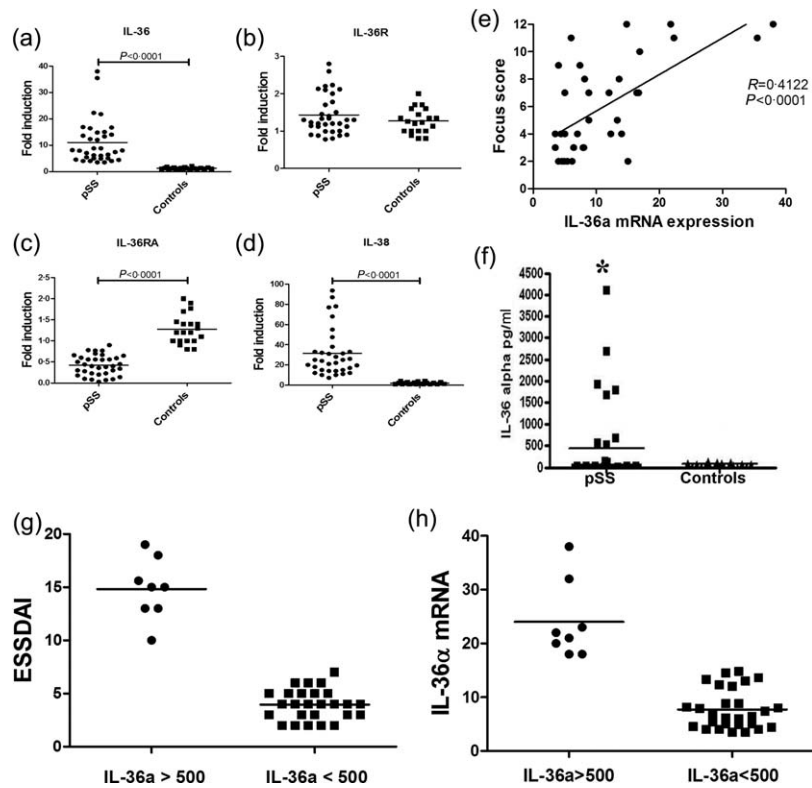 (a)
IL-36
P<0·0001
Fold induction
40
30
20
10
0
pSS
Controls
(b)
IL-36R
Fold induction
3
2
1
0
pSS
Controls
(c)
IL-36RA
P<0·0001
Fold induction
2·5
2·0
1·5
1·0
0·5
0·0
pSS
Controls
(d)
IL-38
P<0·0001
Fold induction
100
80
60
40
20
0
pSS
Controls
(e)
Focus score
12
10
8
6
4
2
0
10
20
30
40
R=0·4122
P<0·0001
IL-36a mRNA expression
(f)
*
IL-36 alpha pg/ml
4500
4000
3500
3000
2500
2000
1500
1000
500
0
pSS
Controls
(g)
ESSDAI
20
15
10
5
0
IL-36a > 500
IL-36a < 500
(h)
IL-36α mRNA
40
30
20
10
0
IL-36a>500
IL-36a<500